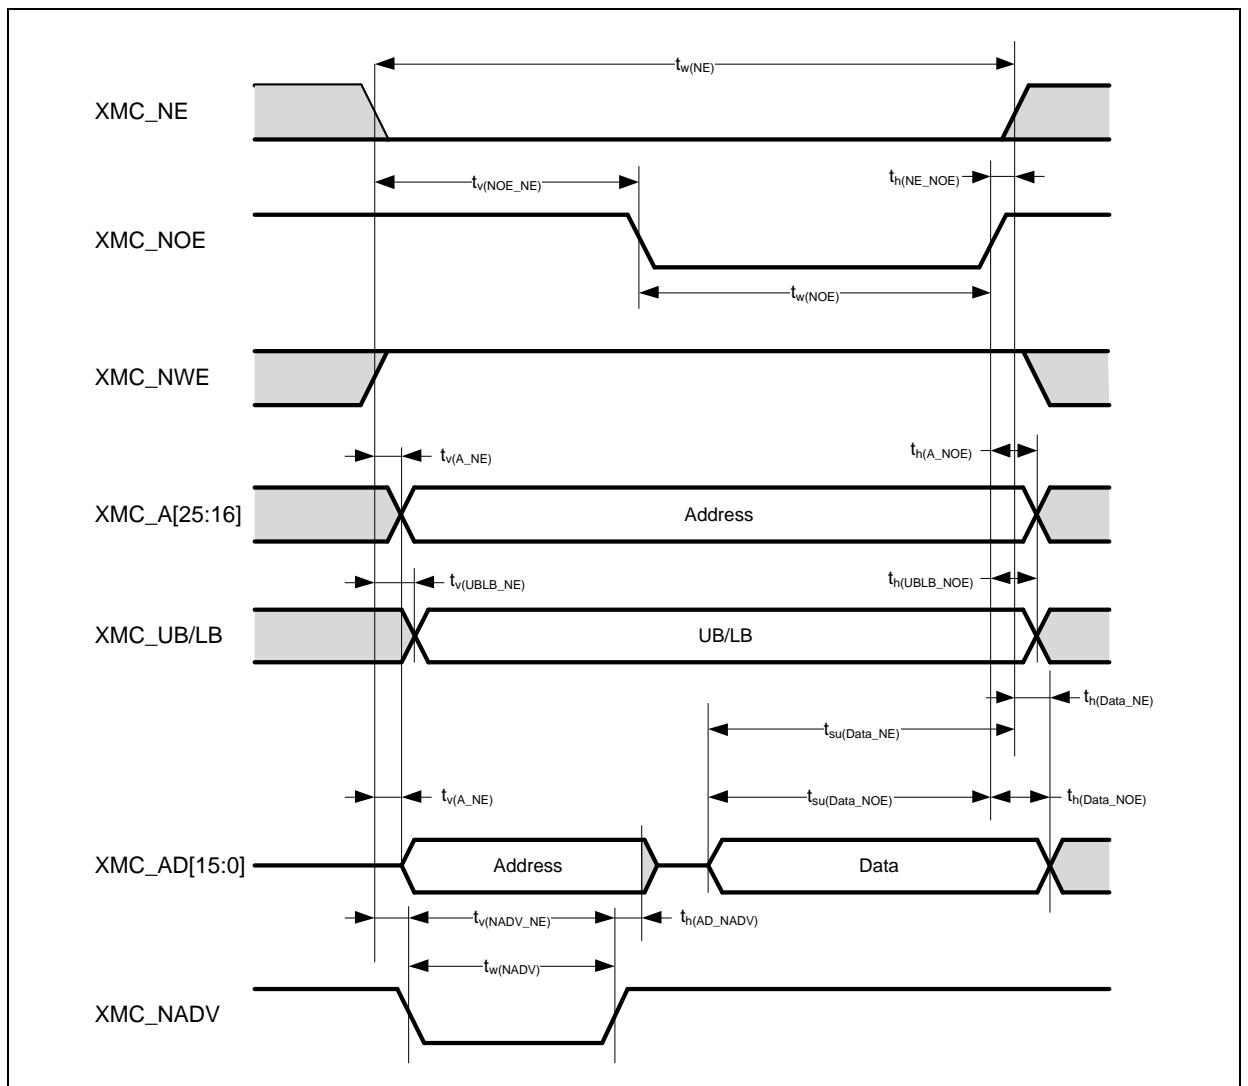 tw(NE)
XMC_NE
tv(NOE_NE)
th(NE_NOE)
XMC_NOE
tw(NOE)
XMC_NWE
tv(A_NE)
th(A_NOE)
XMC_A[25:16]
Address
tv(UBLB_NE)
th(UBLB_NOE)
XMC_UB/LB
UB/LB
th(Data_NE)
tsu(Data_NE)
tv(A_NE)
tsu(Data_NOE)
th(Data_NOE)
XMC_AD[15:0]
Address
Data
tv(NADV_NE)
th(AD_NADV)
tw(NADV)
XMC_NADV